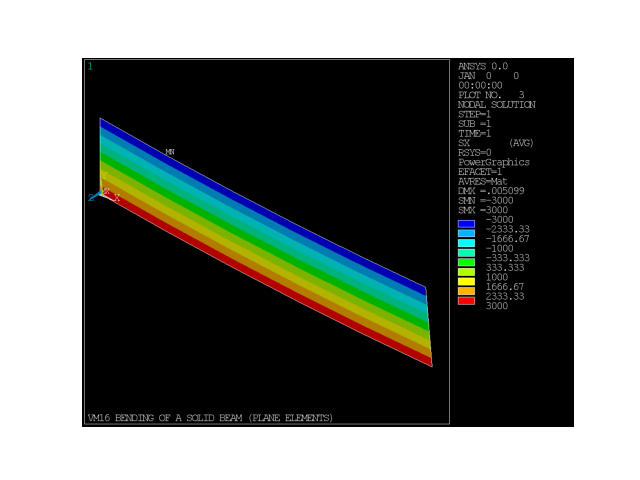 1
ANSYS 0.0
JAN 0 0
00:00:00
PLOT NO. 3
NODAL SOLUTION
STEP=1
SUB =1
TIME=1
SX (AVG)
RSYS=0
PowerGraphics
EFACET=1
AVRES=Mat
DMX =.005099
SMN =-3000
SMX =3000
-3000
-2333.33
-1666.67
-1000
-333.333
333.333
1000
1666.67
2333.33
3000
MN
X
VM16 BENDING OF A SOLID BEAM (PLANE ELEMENTS)